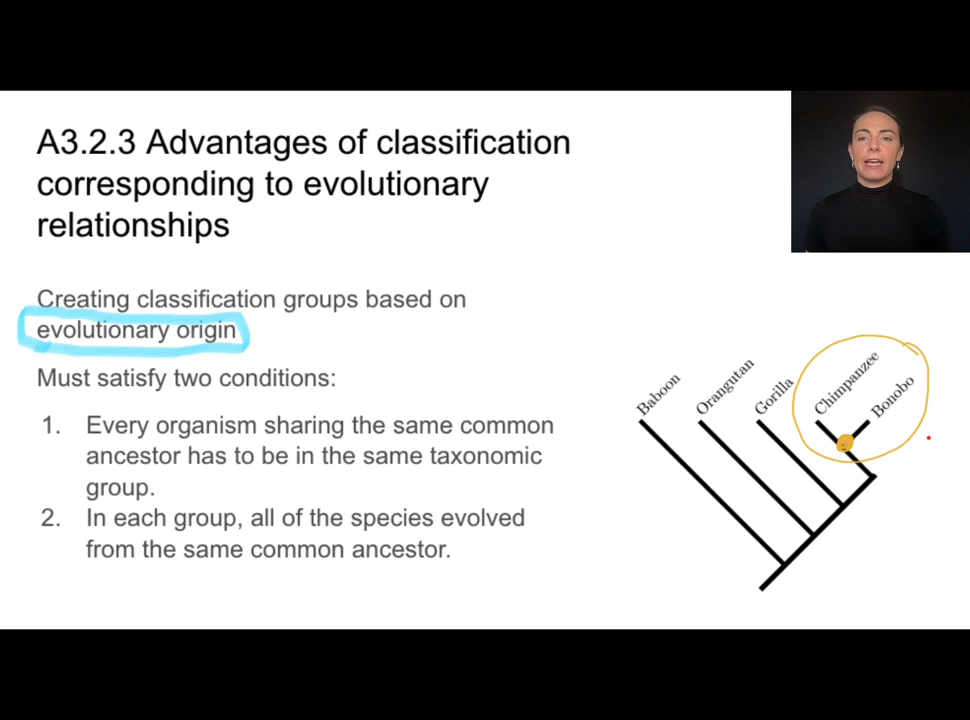 A3.2.3 Advantages of classification
corresponding to evolutionary
relationships
Creating classification groups based on
evolutionary origin
Must satisfy two conditions:
1. Every organism sharing the same common
ancestor has to be in the same taxonomic
group.
2. In each group, all of the species evolved
from the same common ancestor.
Baboon
Orangutan
Gorilla
Chimpanzee
Bonobo